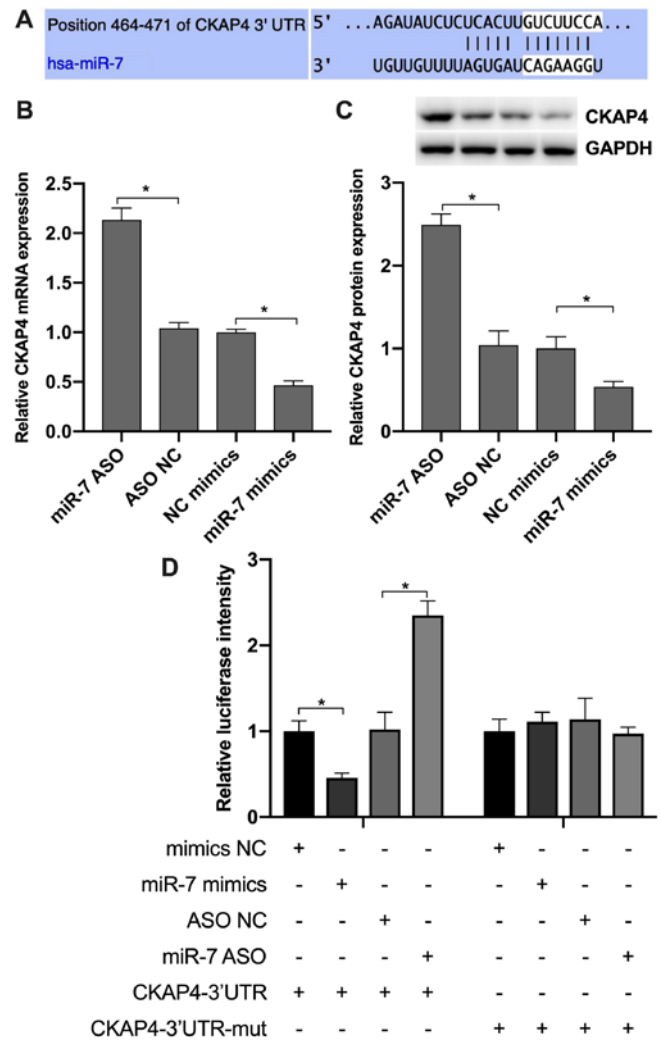 A
Position 464-471 of CKAP4 3' UTR 5' ...AGAUAUCUCUCACUUGUCUUCCA...
hsa-miR-7 3' UGUUGUUUUAGUGAUCAGAAGGU
B
Relative CKAP4 mRNA expression
2.5
2.0
1.5
1.0
0.5
0.0
*
*
miR-7 ASO
ASO NC
NC mimics
miR-7 mimics
C
CKAP4
GAPDH
Relative CKAP4 protein expression
3
2
1
0
*
*
miR-7 ASO
ASO NC
NC mimics
miR-7 mimics
D
Relative luciferase intensity
3
2
1
0
*
*
mimics NC + - - - + - - -
miR-7 mimics - + - - - + - -
ASO NC - - + - - - + -
miR-7 ASO - - - + - - - +
CKAP4-3'UTR + + + + - - - -
CKAP4-3'UTR-mut - - - - + + + +